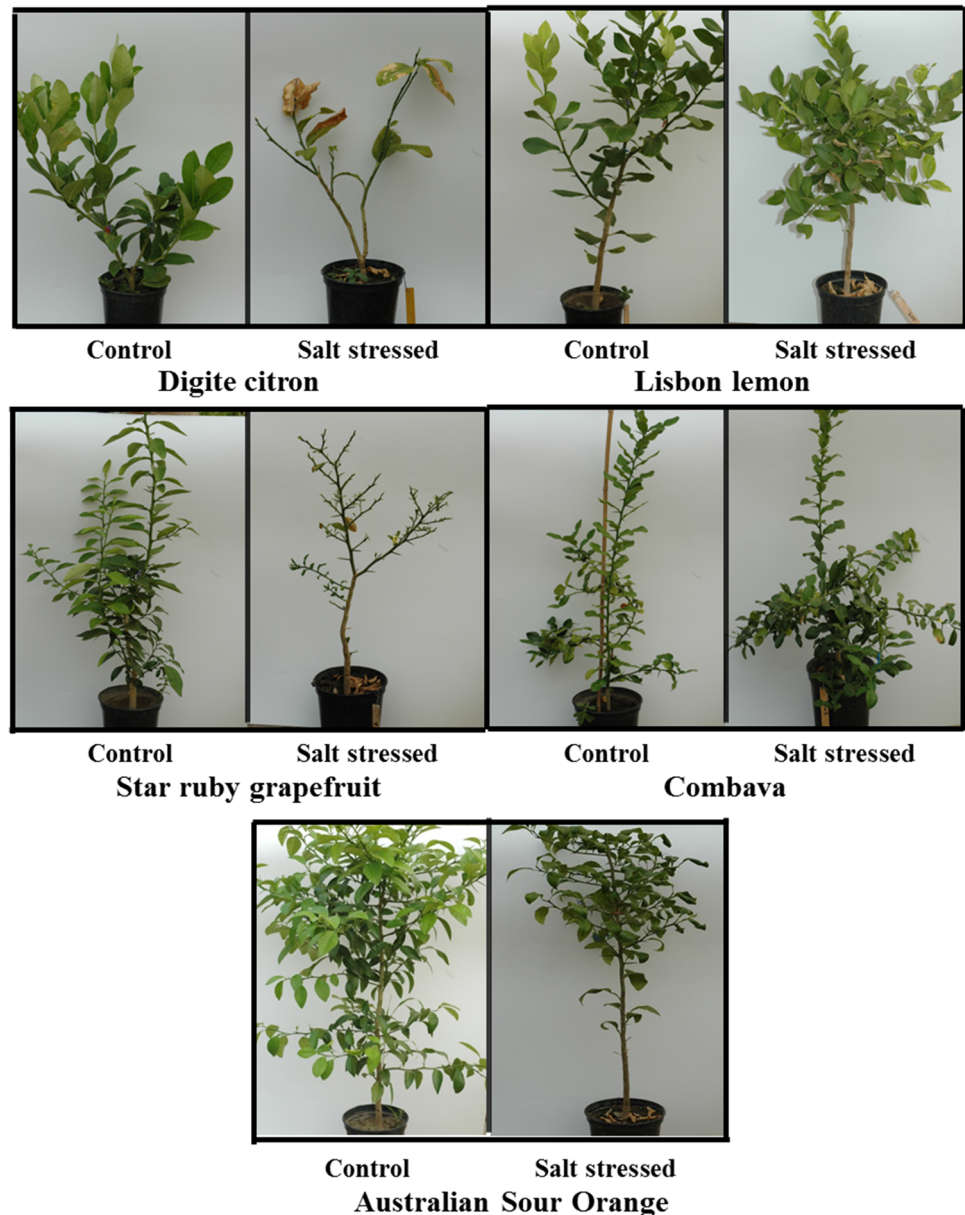 Control Salt stressed Control Salt stressed
Digite citron Lisbon lemon
Control Salt stressed Control Salt stressed
Star ruby grapefruit Combava
Control Salt stressed
Australian Sour Orange